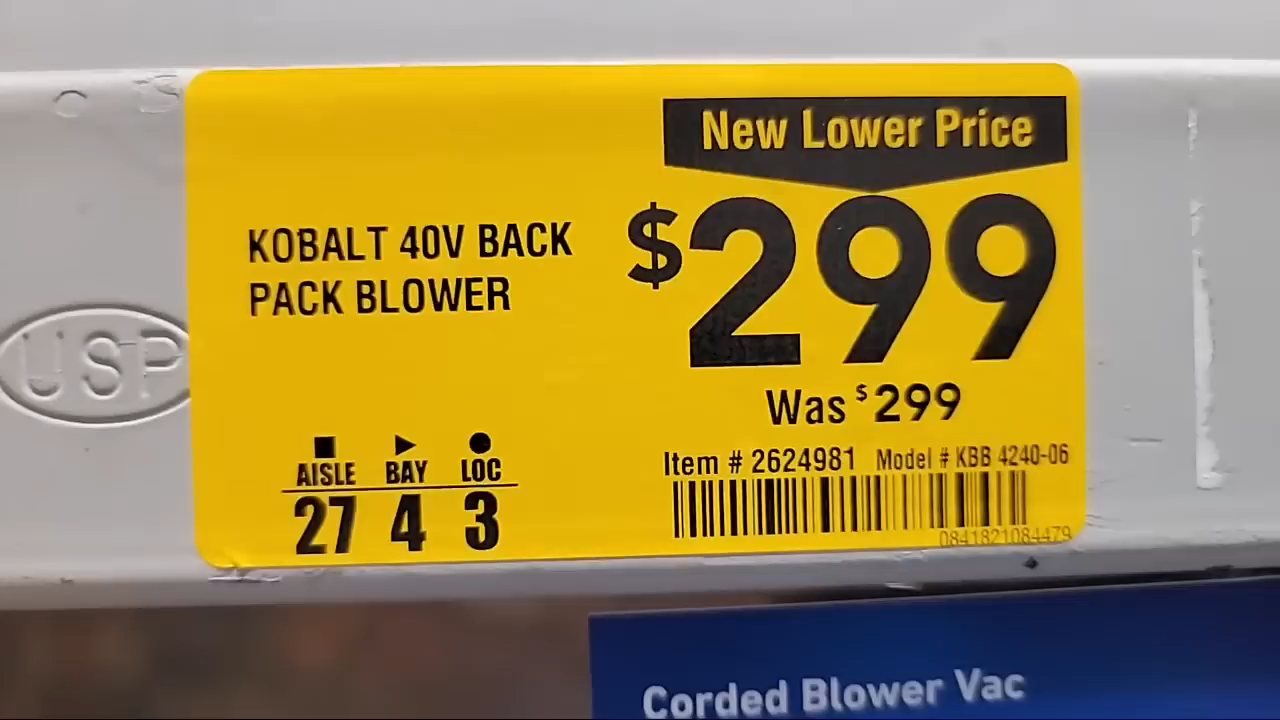 New Lower Price
$299
Was $299
KOBALT 40V BACK
PACK BLOWER
USP
AISLE BAY LOC
27 4 3
Item # 2624981 Model # KBB 4240-06
0841821084479
Corded Blower Vac